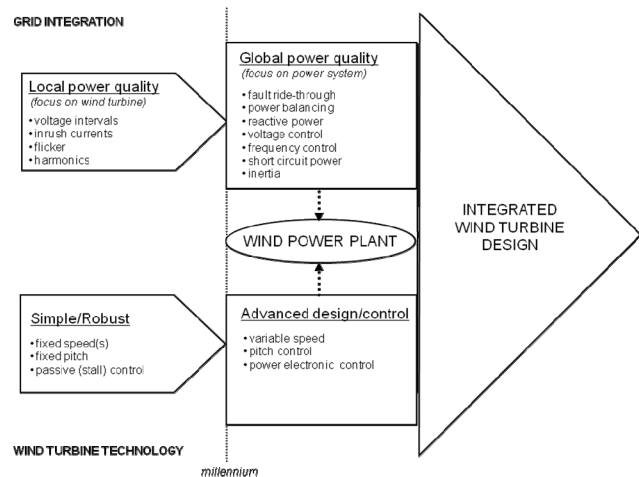 GRID INTEGRATION
Local power quality
(focus on wind turbine)
•voltage intervals
•inrush currents
•flicker
•harmonics
Global power quality
(focus on power system)
•fault ride-through
•power balancing
•reactive power
•voltage control
•frequency control
•short circuit power
•inertia
WIND POWER PLANT
INTEGRATED
WIND TURBINE
DESIGN
Simple/Robust
•fixed speed(s)
•fixed pitch
•passive (stall) control
Advanced design/control
•variable speed
•pitch control
•power electronic control
WIND TURBINE TECHNOLOGY
millennium